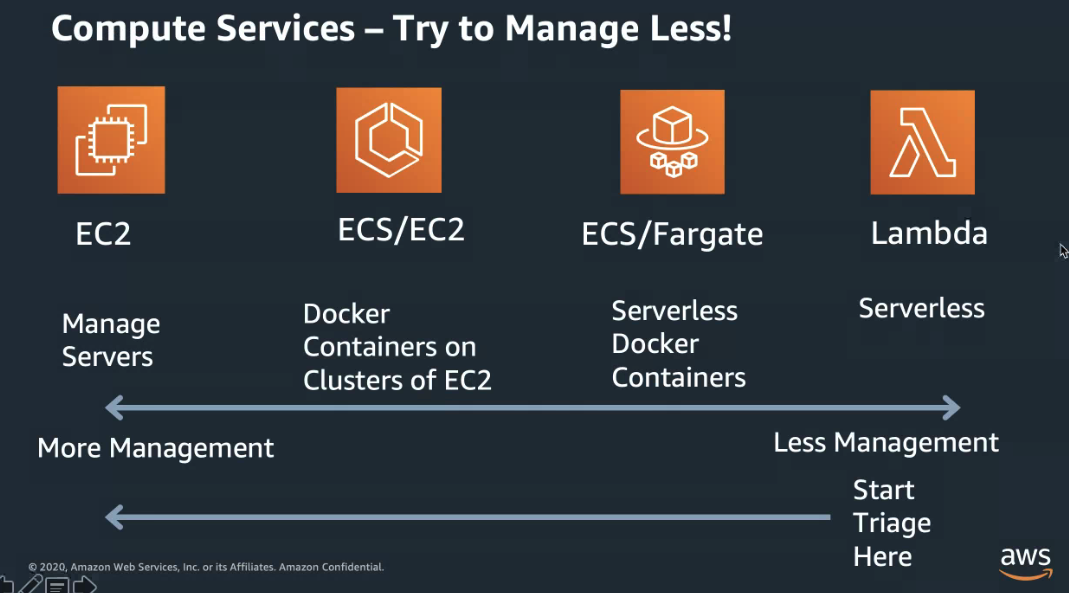 Compute Services – Try to Manage Less!
EC2
ECS/EC2
ECS/Fargate
Lambda
Manage
Servers
Docker
Containers on
Clusters of EC2
Serverless
Docker
Containers
Serverless
More Management
Less Management
Start
Triage
Here
© 2020, Amazon Web Services, Inc. or its Affiliates. Amazon Confidential.
aws